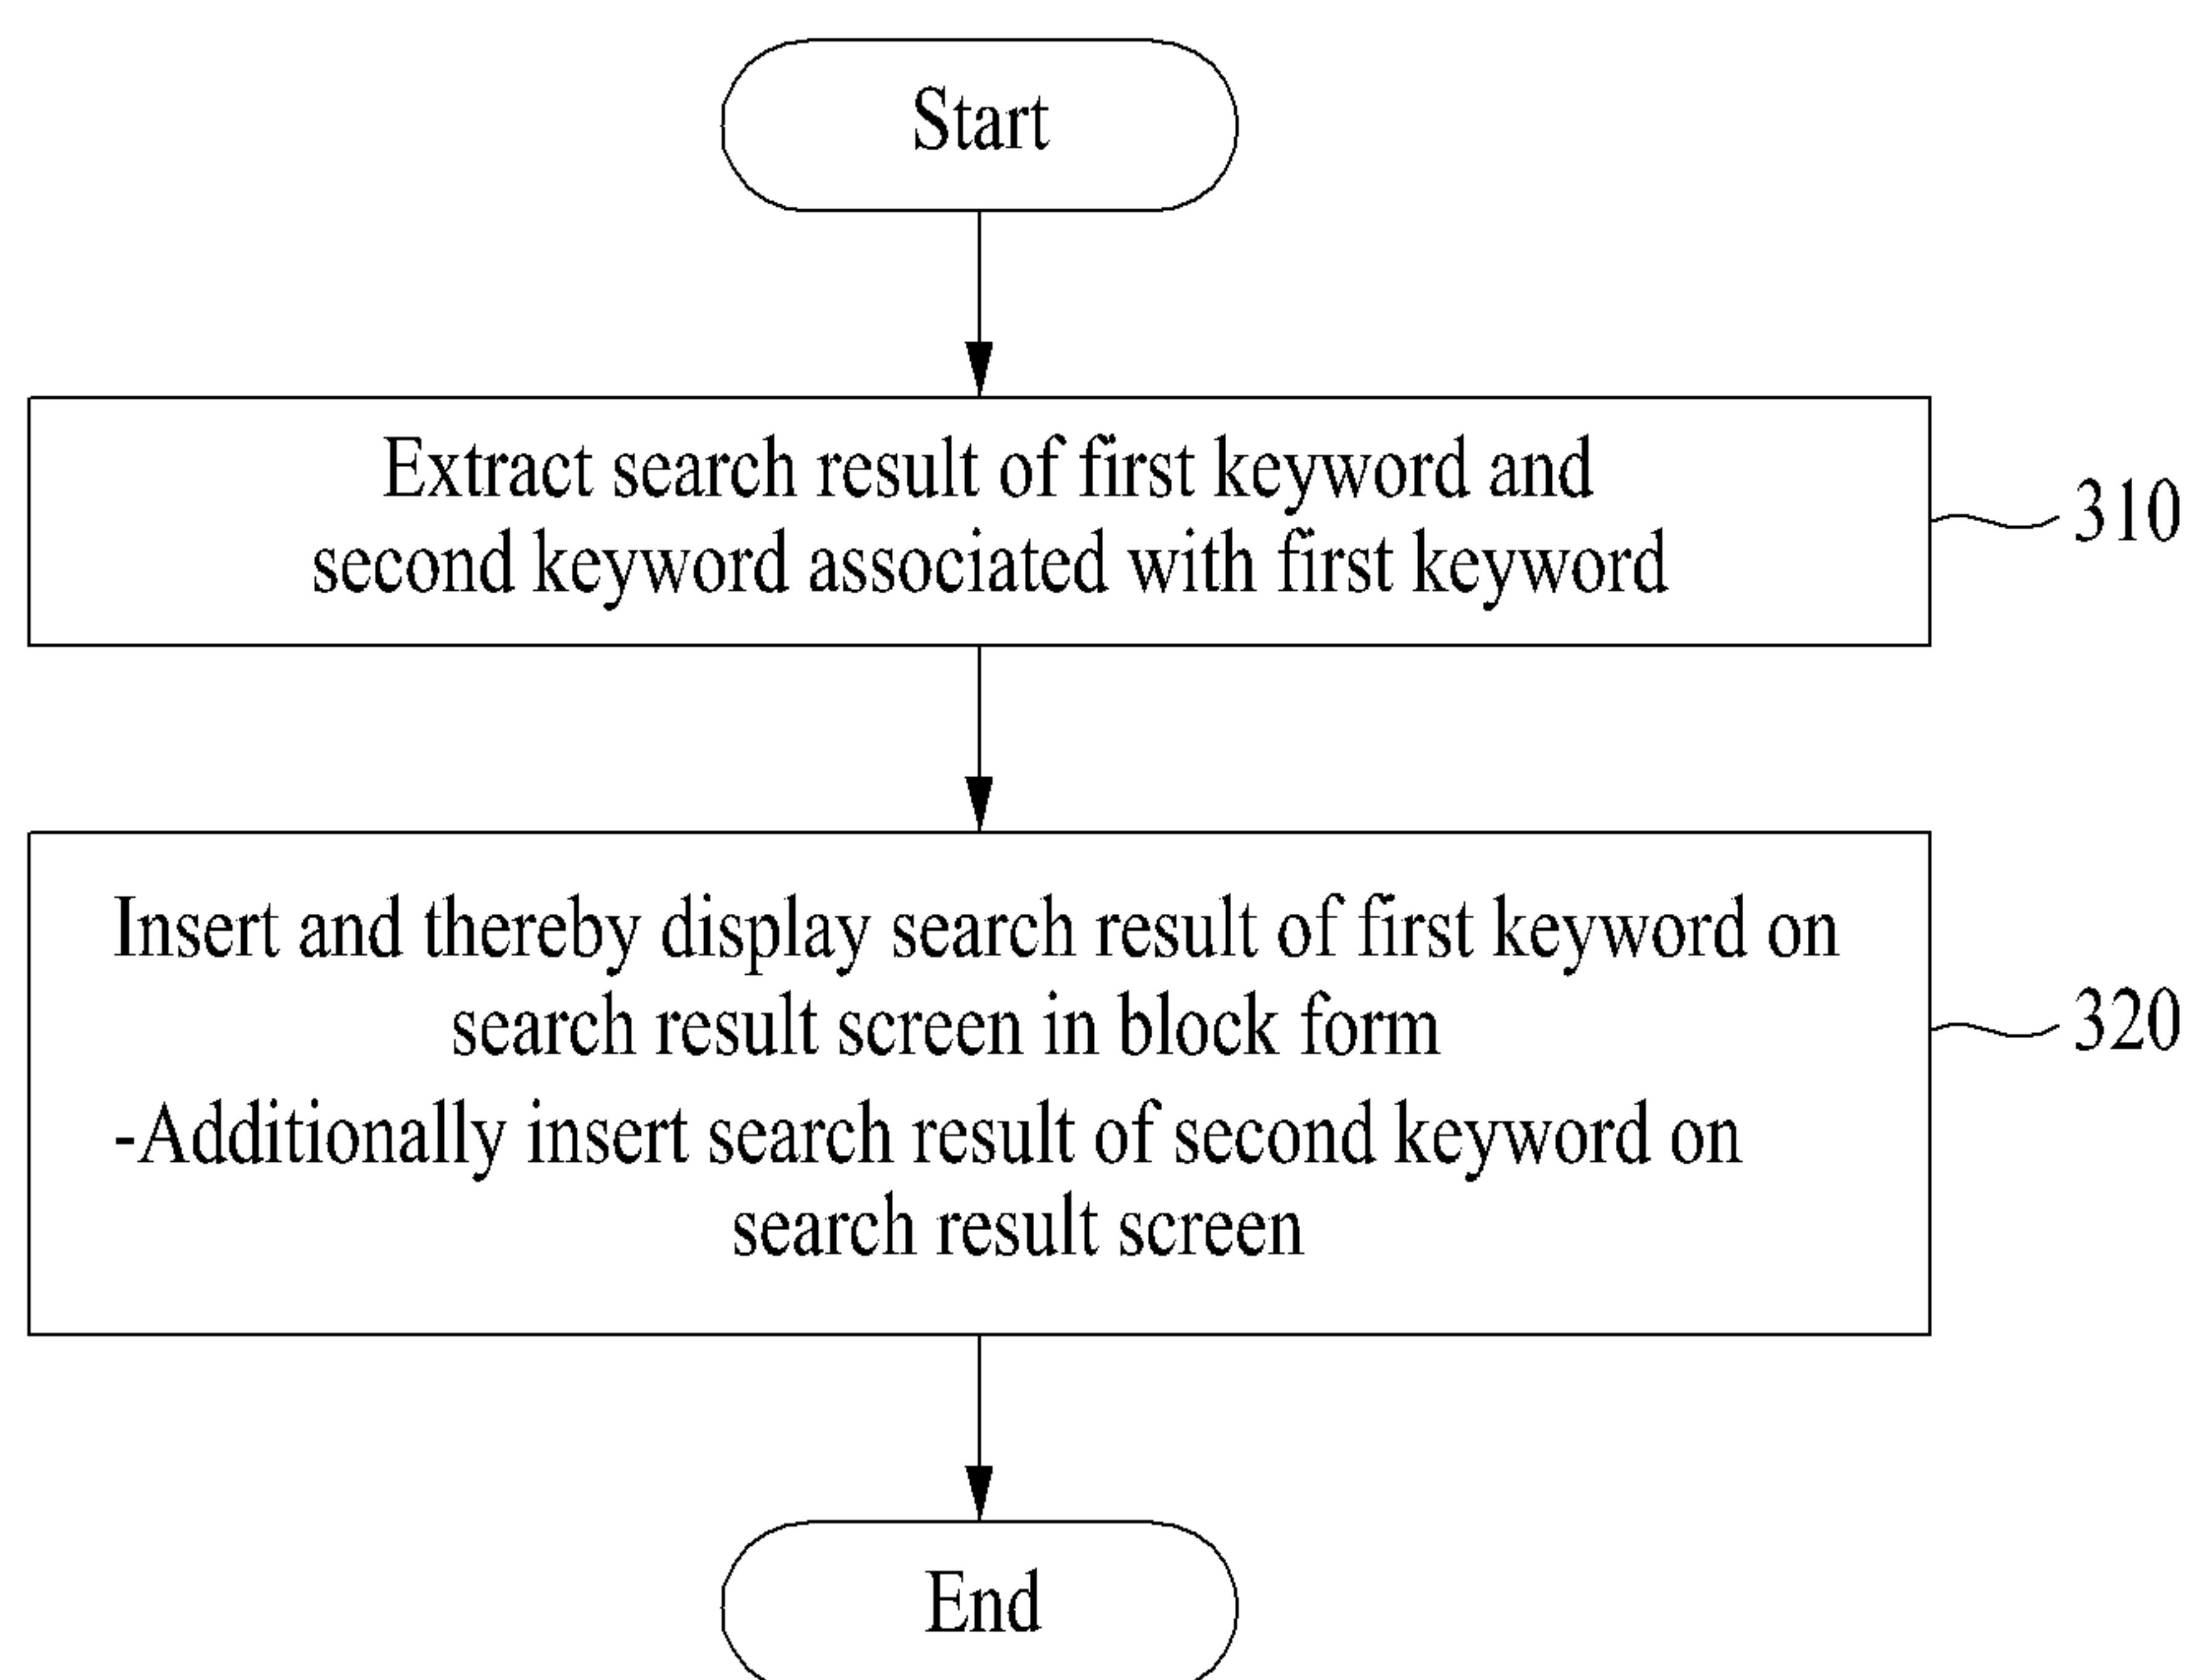 Start
Extract search result of first keyword and
second keyword associated with first keyword
310
Insert and thereby display search result of first keyword on
search result screen in block form
-Additionally insert search result of second keyword on
search result screen
320
End